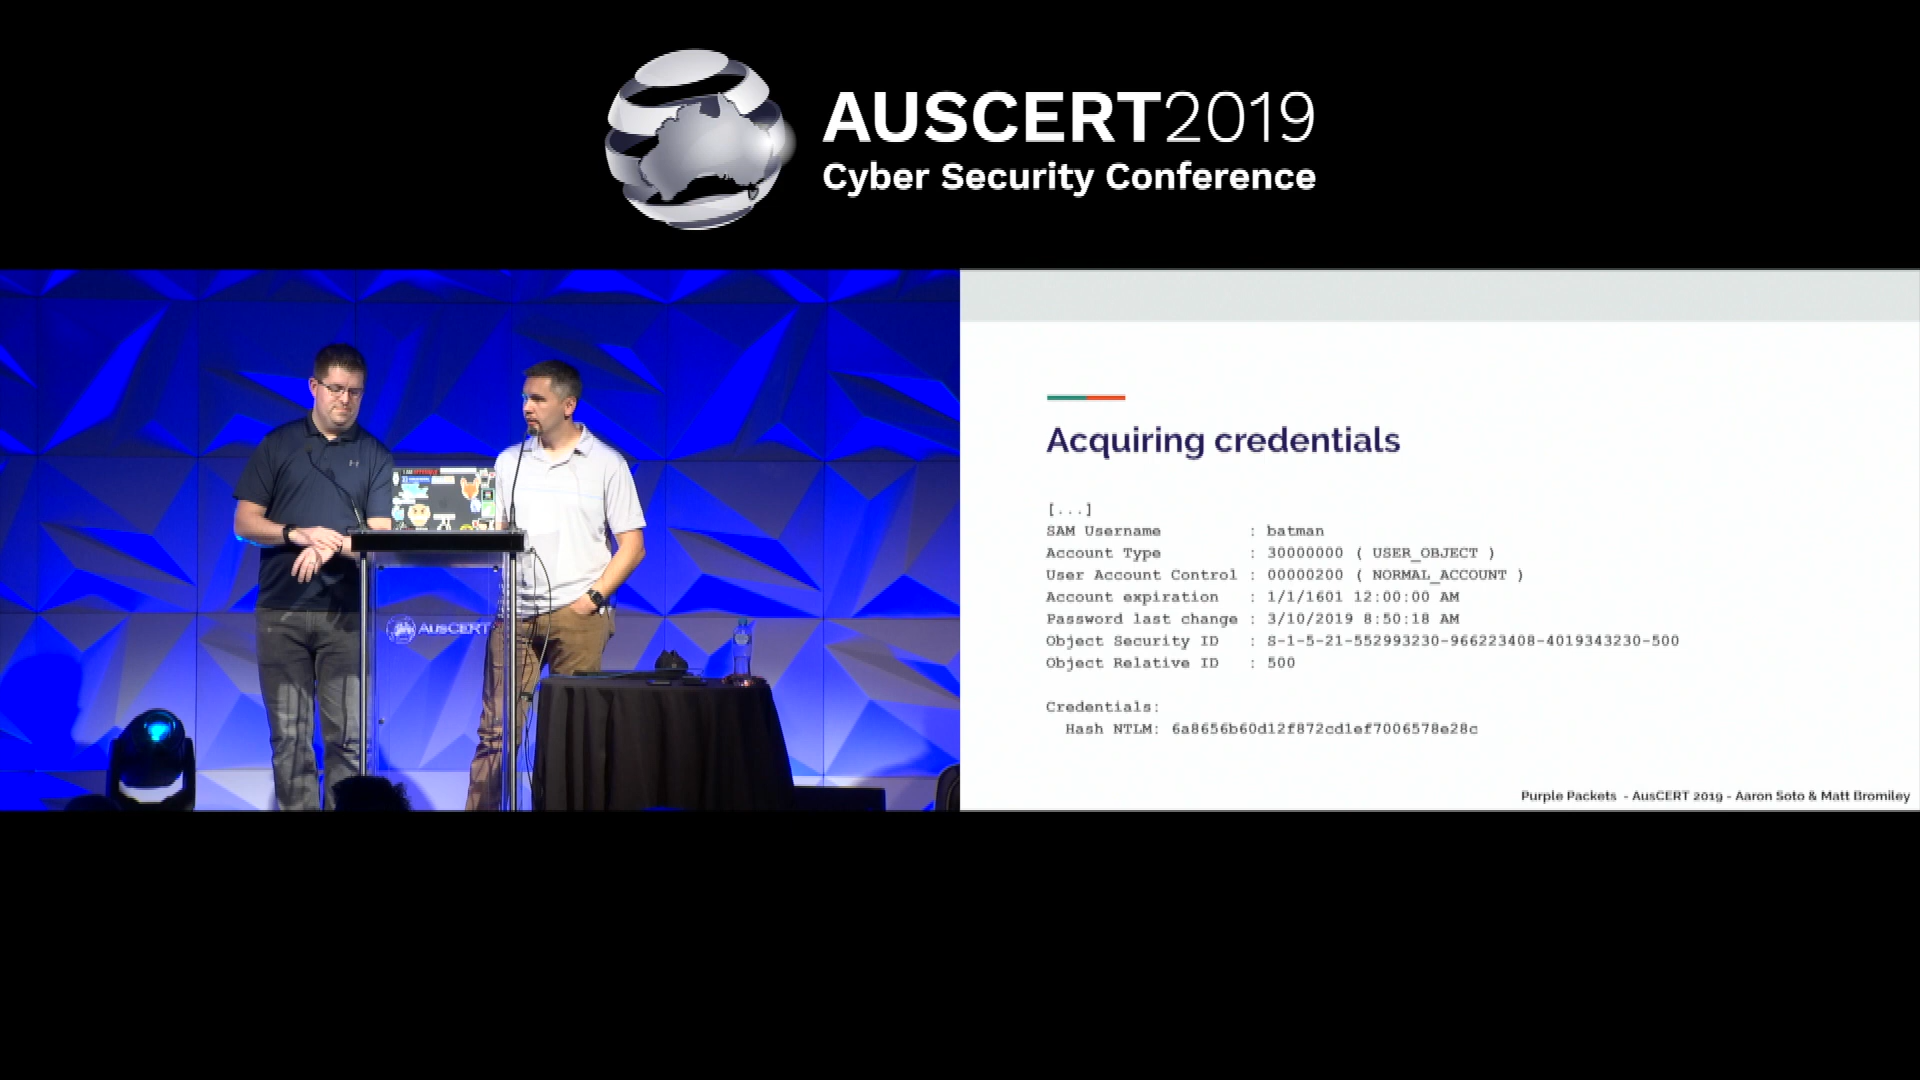 AUSCERT2019
Cyber Security Conference
AUSCERT
Acquiring credentials
[...]
SAM Username : batman
Account Type : 30000000 ( USER_OBJECT )
User Account Control : 00000200 ( NORMAL_ACCOUNT )
Account expiration : 1/1/1601 12:00:00 AM
Password last change : 3/10/2019 8:50:18 AM
Object Security ID : S-1-5-21-552993230-966223408-4019343230-500
Object Relative ID : 500
Credentials:
Hash NTLM: 6a8656b60d12f872cd1ef7006578e28c
Purple Packets - AusCERT 2019 - Aaron Soto & Matt Bromiley